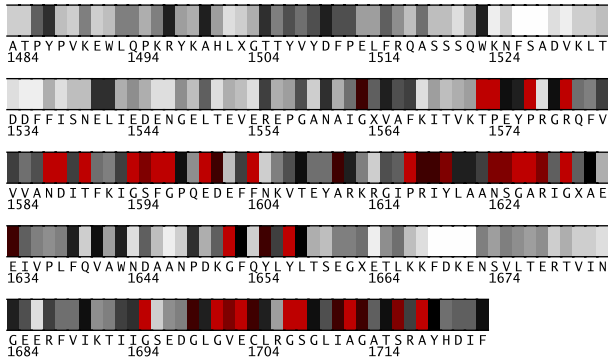 ATPYPVKEWLQPKRYKAHLXGTTYVYDFPELFRQASSSQWKNFSADVKLT
1484 1494 1504 1514 1524
DDFFISNELIEDENGELTEVEREPGANAIGXVAFKITVKTPEYPRGRQFV
1534 1544 1554 1564 1574
VVANDITFKIGSFGPQEDEFFNKVTEYARKRGIPRIYLAANSGARIGXAE
1584 1594 1604 1614 1624
EIVPLFQVAWNDAANPDKGFQYLYLTSEGXETLKKFDKENSVLTERTVIN
1634 1644 1654 1664 1674
GEERFVIKTIIGSEDGLGVECLRGSGLIAGATSRAYHDIF
1684 1694 1704 1714